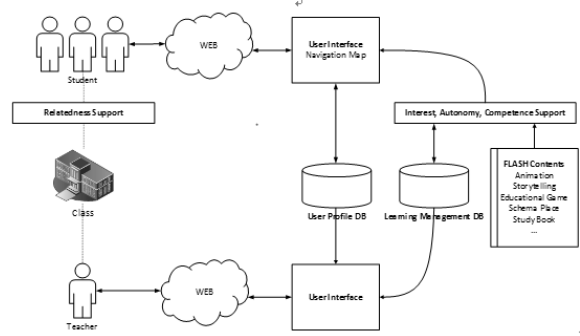 Student
WEB
User Interface
Navigation Map
Relatedness Support
Interest, Autonomy, Competence Support
Class
User Profile DB
Learning Management DB
FLASH Contents
Animation
Storytelling
Educational Game
Schema Place
Study Book
...
Teacher
WEB
User Interface